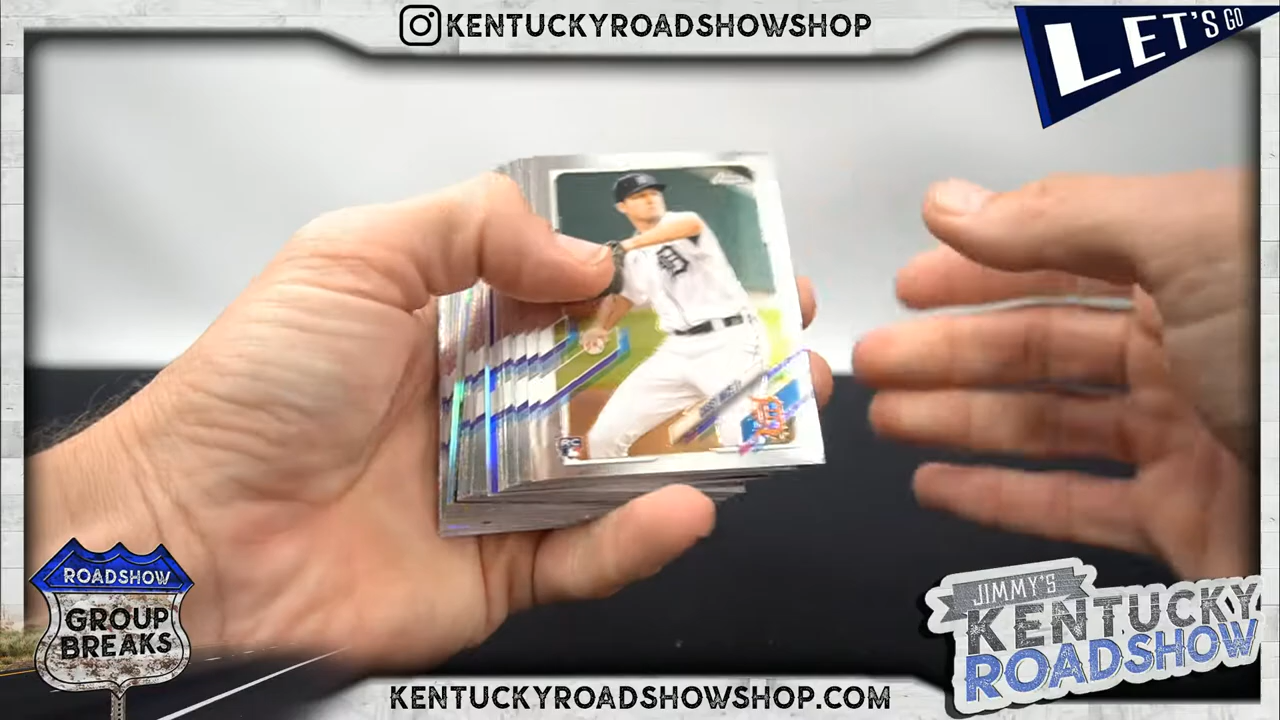 KENTUCKYROADSHOWSHOP
LET'S GO
D
RC
ROADSHOW
GROUP
BREAKS
JIMMY'S
KENTUCKY
ROADSHOW
KENTUCKYROADSHOWSHOP.COM